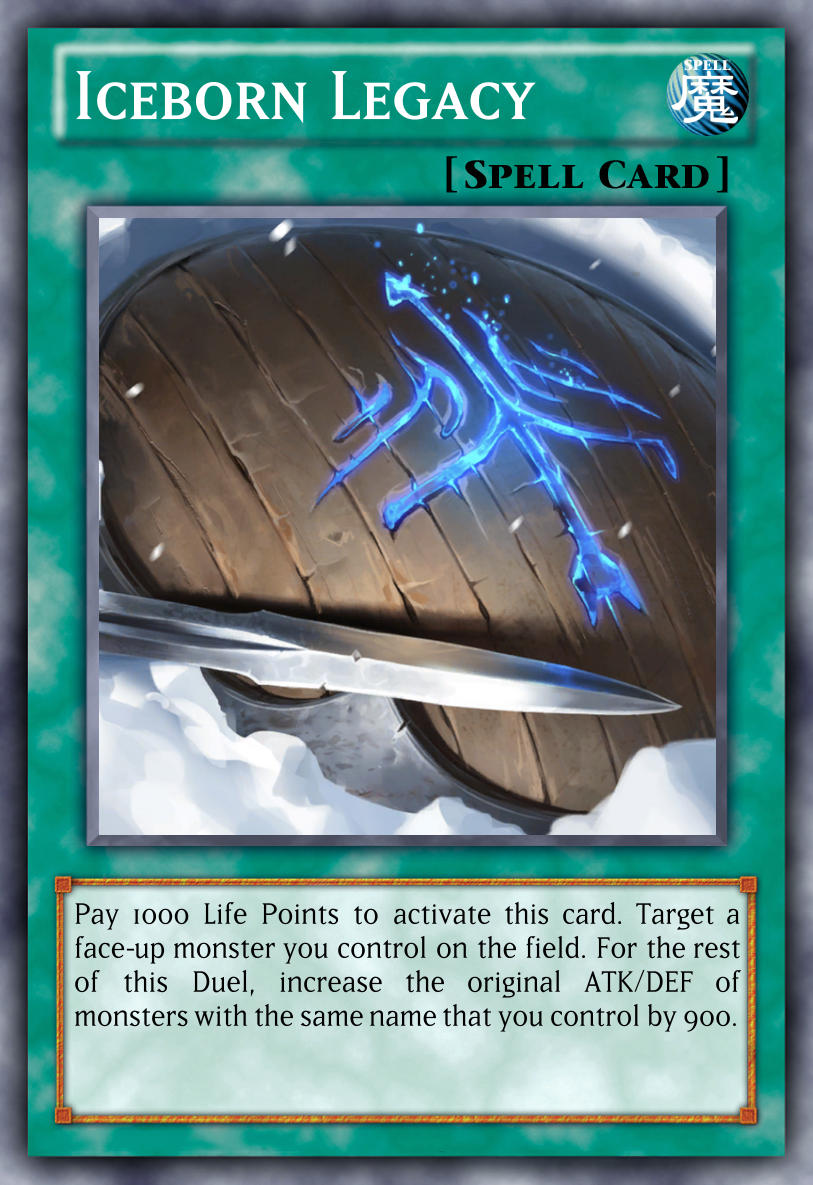 Iceborn Legacy
SPELL
魔
[Spell Card]
Pay 1000 Life Points to activate this card. Target a
face-up monster you control on the field. For the rest
of this Duel, increase the original ATK/DEF of
monsters with the same name that you control by 900.